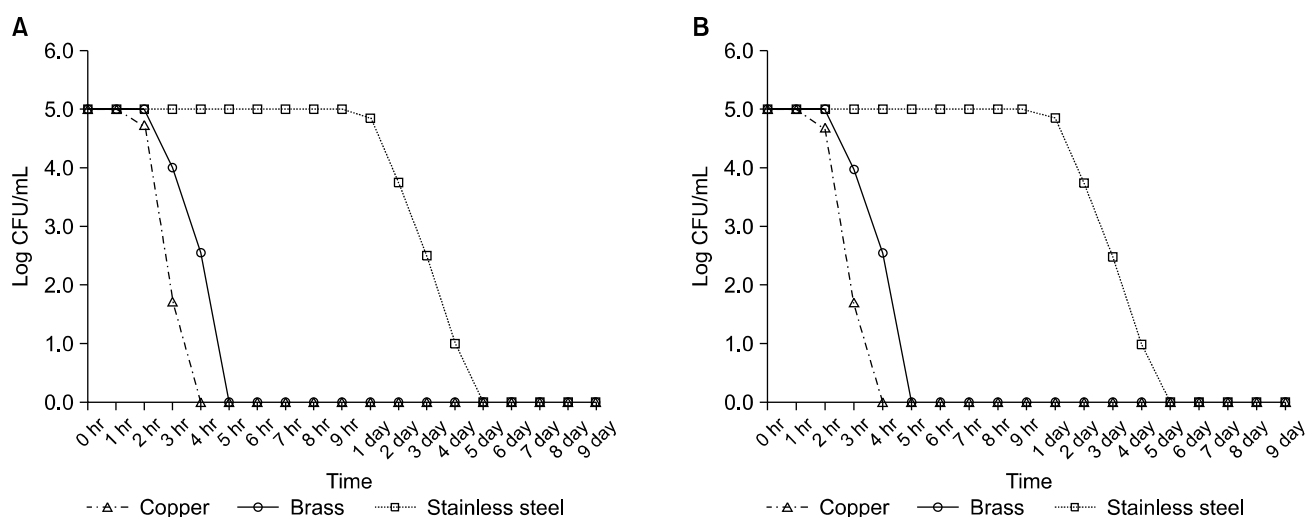 A
6.0
5.0
4.0
3.0
2.0
1.0
0.0
Log CFU/mL
0 hr
1 hr
2 hr
3 hr
4 hr
5 hr
6 hr
7 hr
8 hr
9 hr
1 day
2 day
3 day
4 day
5 day
6 day
7 day
8 day
9 day
Time
Copper Brass Stainless steel
B
6.0
5.0
4.0
3.0
2.0
1.0
0.0
Log CFU/mL
0 hr
1 hr
2 hr
3 hr
4 hr
5 hr
6 hr
7 hr
8 hr
9 hr
1 day
2 day
3 day
4 day
5 day
6 day
7 day
8 day
9 day
Time
Copper Brass Stainless steel